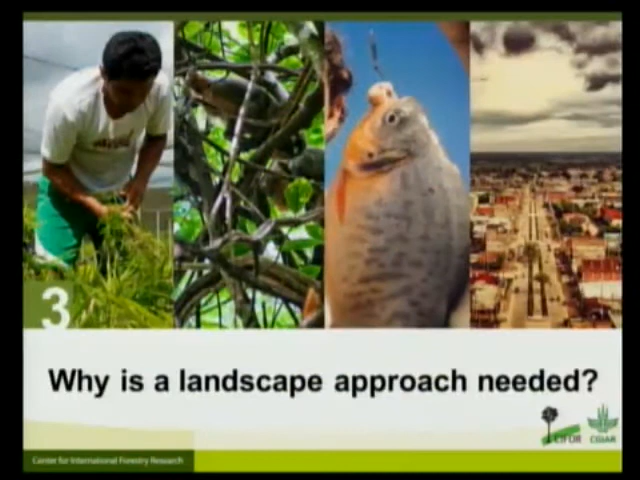 3
Why is a landscape approach needed?
CIFOR
CGIAR
Center for International Forestry Research